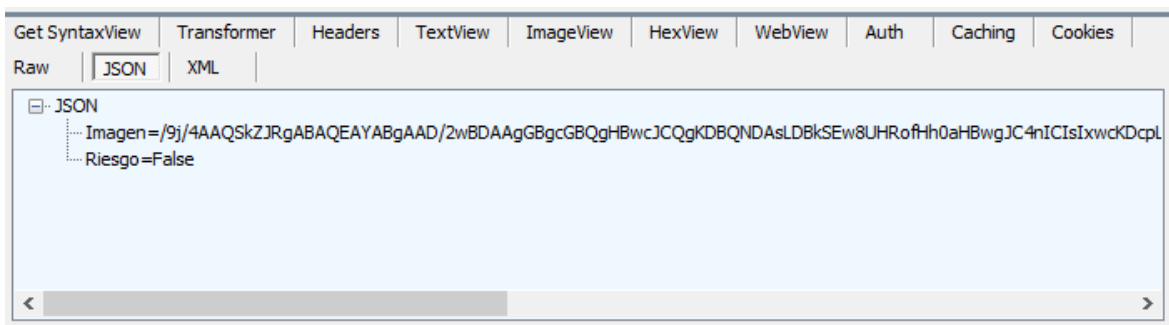 Get SyntaxView Transformer Headers TextView ImageView HexView WebView Auth Caching Cookies
Raw JSON XML
JSON
Imagen=/9j/4AAQSkZJRgABAQEAYABgAAD/2wBDAAgGBgcGBQgHBwcJCQgKDBQNDAsLDBkSEw8UHRofHh0aHBwgJC4nICIsIxwcKDcpL
Riesgo=False